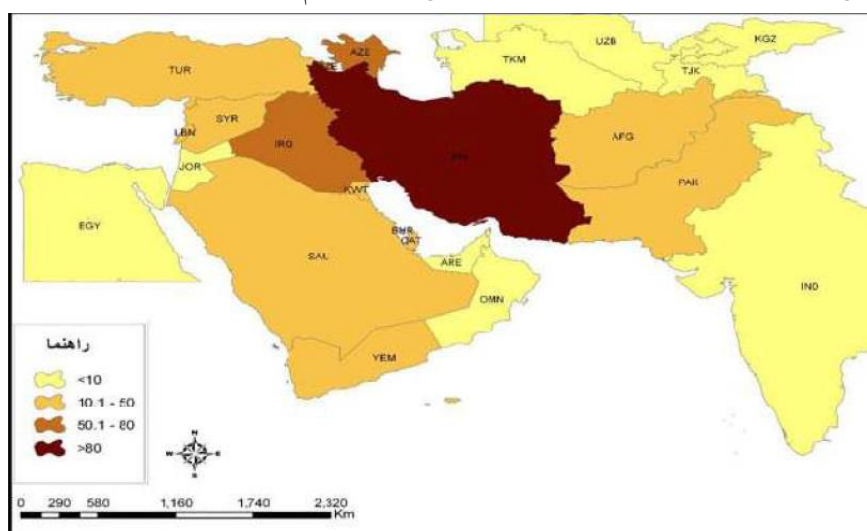 AZE
UZB
KGZ
TKM
TUR
TJK
SYR
LBN
AFG
IRQ
JOR
PAK
KWT
EGY
BHR
QAT
SAU
ARE
IND
OMN
راهنما
YEM
<10
10.1 - 50
50.1 - 80
>80
N
W E
S
0 290 580 1,160 1,740 2,320
Km